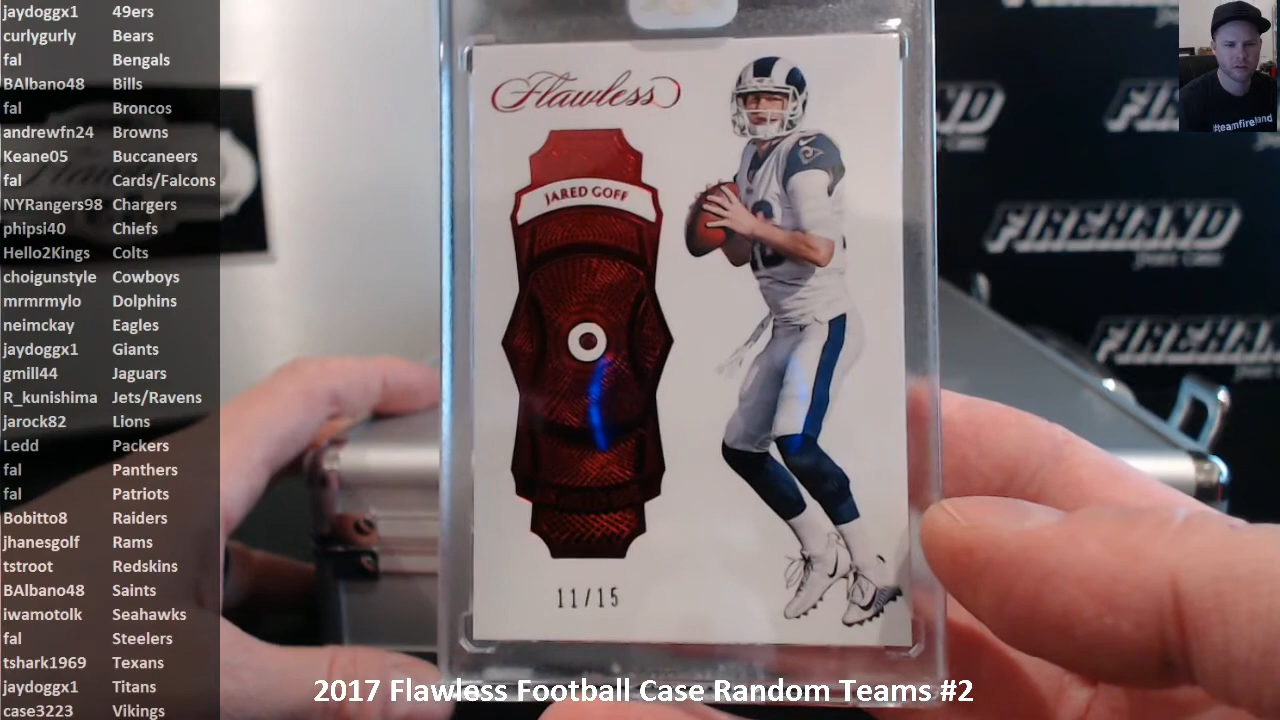 jaydoggx1 49ers
curlygurly Bears
fal Bengals
BAlbano48 Bills
fal Broncos
andrewfn24 Browns
Keane05 Buccaneers
fal Cards/Falcons
NYRangers98 Chargers
phipsi40 Chiefs
Hello2Kings Colts
choigunstyle Cowboys
mrmrmylo Dolphins
neimckay Eagles
jaydoggx1 Giants
gmill44 Jaguars
R_kunishima Jets/Ravens
jarock82 Lions
Ledd Packers
fal Panthers
fal Patriots
Bobitto8 Raiders
jhanesgolf Rams
tstroot Redskins
BAlbano48 Saints
iwamotolk Seahawks
fal Steelers
tshark1969 Texans
jaydoggx1 Titans
case3223 Vikings
Flawless
JARED GOFF
11/15
FIREHAND
FIREHAND
2017 Flawless Football Case Random Teams #2